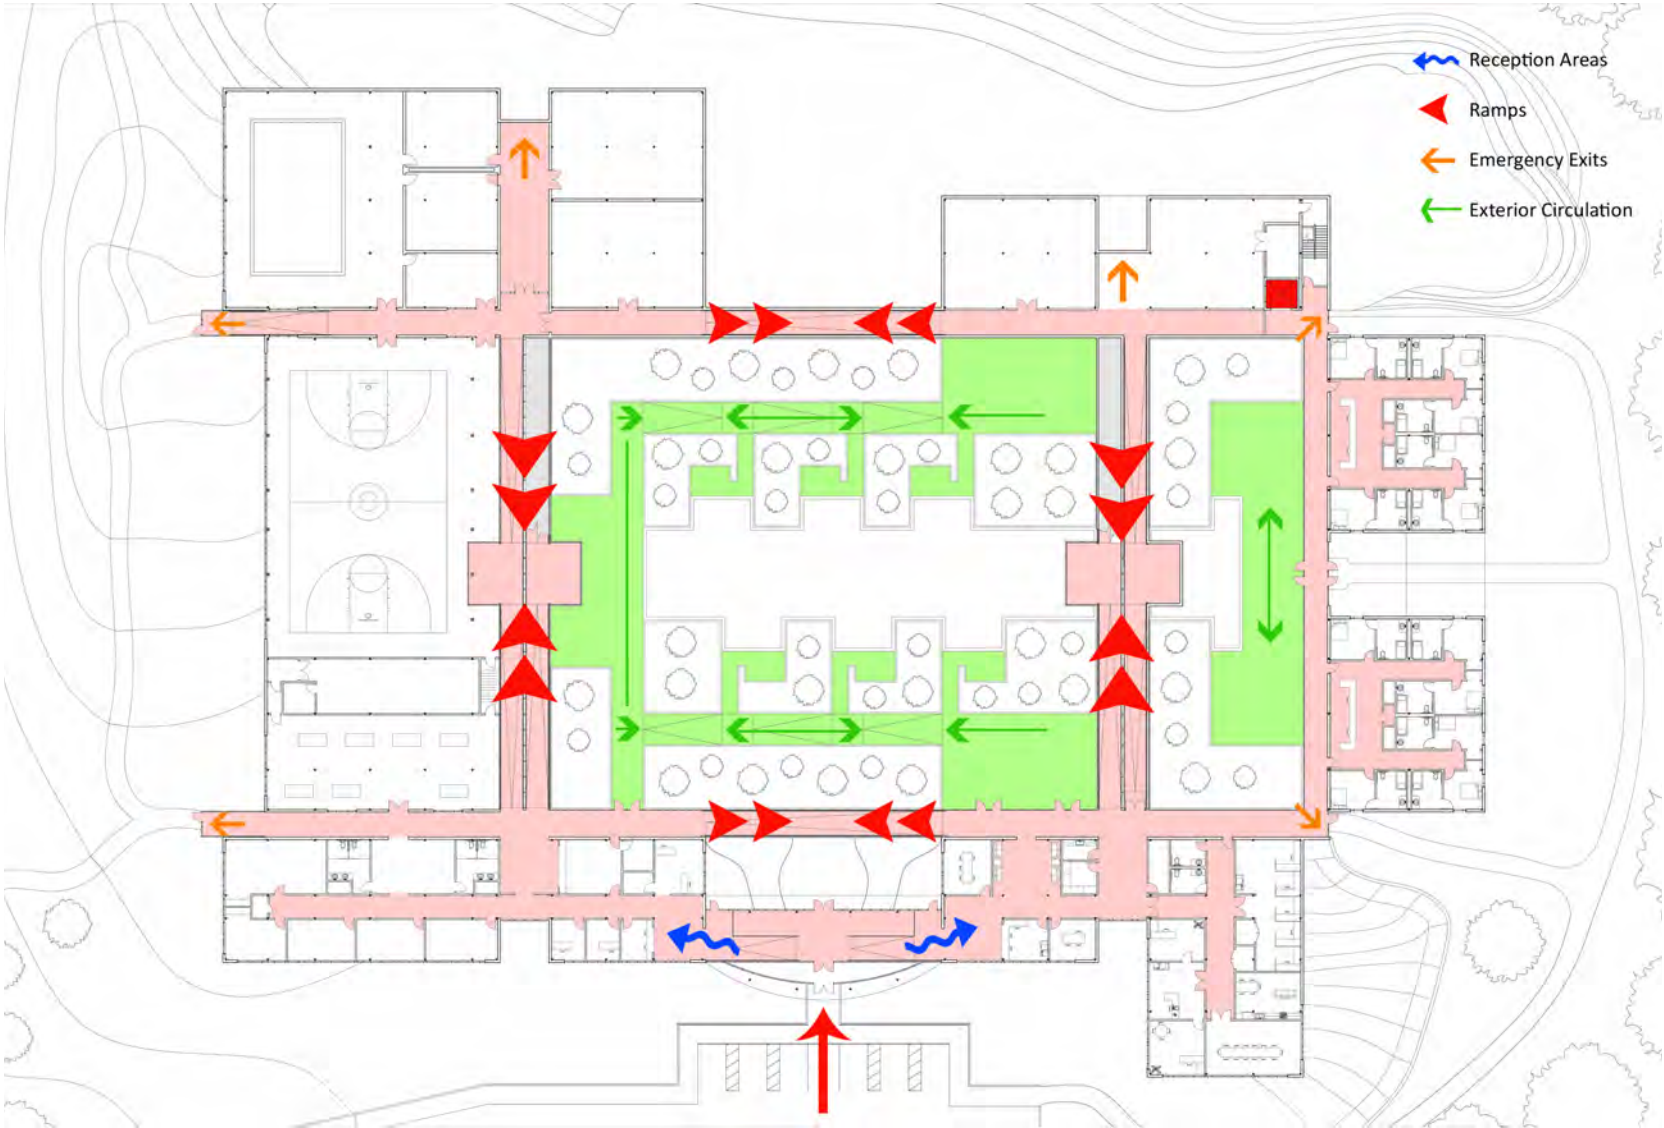 Reception Areas
Ramps
Emergency Exits
Exterior Circulation